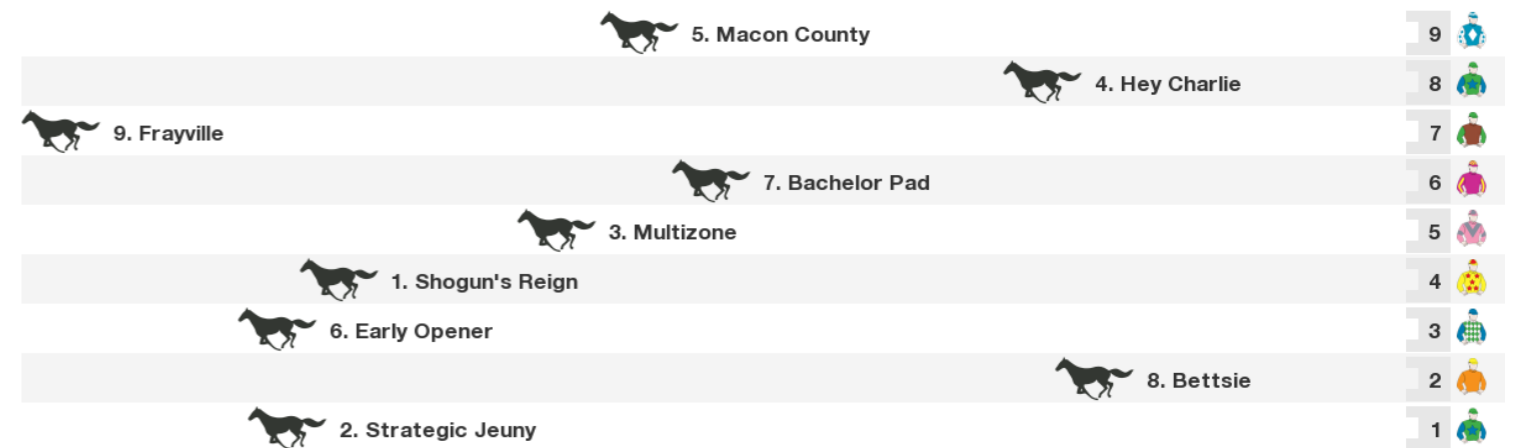 5. Macon County 9
4. Hey Charlie 8
9. Frayville 7
7. Bachelor Pad 6
3. Multizone 5
1. Shogun's Reign 4
6. Early Opener 3
8. Bettsie 2
2. Strategic Jeuny 1